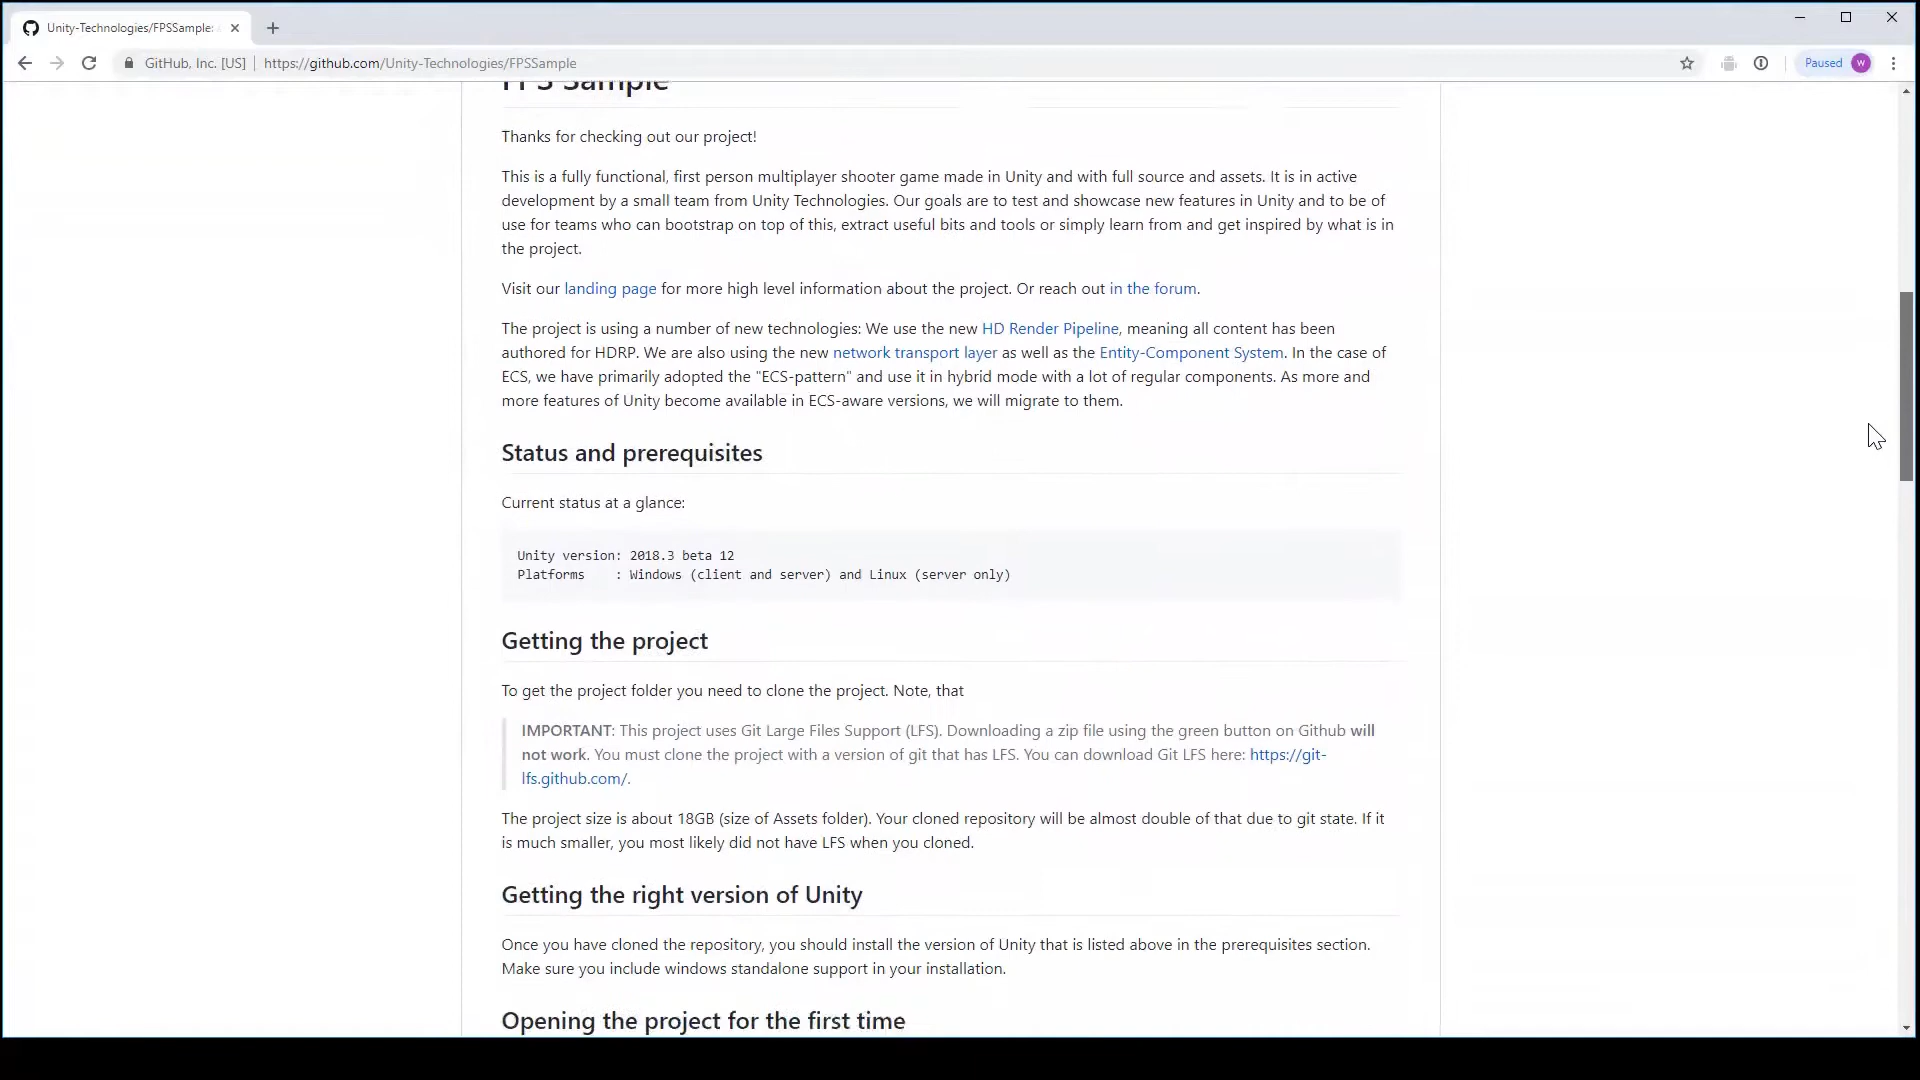 Unity-Technologies/FPSSample:
GitHub, Inc. [US] | https://github.com/Unity-Technologies/FPSSample
Paused W
FPS Sample
Thanks for checking out our project!
This is a fully functional, first person multiplayer shooter game made in Unity and with full source and assets. It is in active
development by a small team from Unity Technologies. Our goals are to test and showcase new features in Unity and to be of
use for teams who can bootstrap on top of this, extract useful bits and tools or simply learn from and get inspired by what is in
the project.
Visit our landing page for more high level information about the project. Or reach out in the forum.
The project is using a number of new technologies: We use the new HD Render Pipeline, meaning all content has been
authored for HDRP. We are also using the new network transport layer as well as the Entity-Component System. In the case of
ECS, we have primarily adopted the "ECS-pattern" and use it in hybrid mode with a lot of regular components. As more and
more features of Unity become available in ECS-aware versions, we will migrate to them.
Status and prerequisites
Current status at a glance:
Unity version: 2018.3 beta 12
Platforms    : Windows (client and server) and Linux (server only)
Getting the project
To get the project folder you need to clone the project. Note, that
IMPORTANT: This project uses Git Large Files Support (LFS). Downloading a zip file using the green button on Github will
not work. You must clone the project with a version of git that has LFS. You can download Git LFS here: https://git-
lfs.github.com/.
The project size is about 18GB (size of Assets folder). Your cloned repository will be almost double of that due to git state. If it
is much smaller, you most likely did not have LFS when you cloned.
Getting the right version of Unity
Once you have cloned the repository, you should install the version of Unity that is listed above in the prerequisites section.
Make sure you include windows standalone support in your installation.
Opening the project for the first time